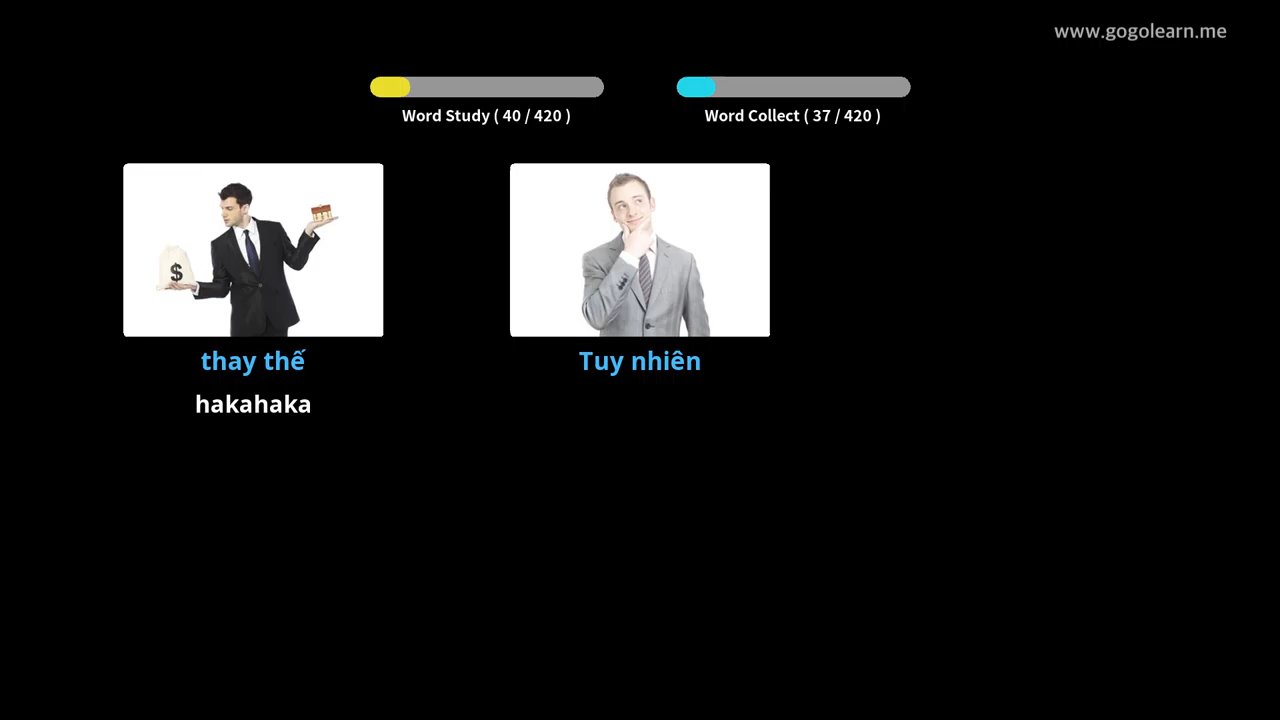 www.gogolearn.me
Word Study ( 40 / 420 )
Word Collect ( 37 / 420 )
$
thay thế
Tuy nhiên
hakahaka